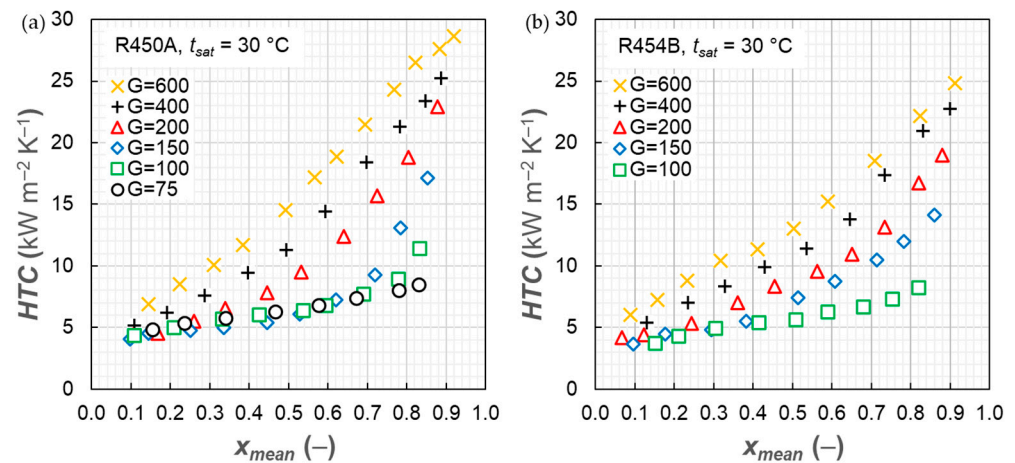 (a)
HTC (kW m⁻² K⁻¹)
30
25
20
15
10
5
0
R450A, tsat = 30 °C
G=600
G=400
G=200
G=150
G=100
G=75
0.0 0.1 0.2 0.3 0.4 0.5 0.6 0.7 0.8 0.9 1.0
xmean (–)
(b)
HTC (kW m⁻² K⁻¹)
30
25
20
15
10
5
0
R454B, tsat = 30 °C
G=600
G=400
G=200
G=150
G=100
0.0 0.1 0.2 0.3 0.4 0.5 0.6 0.7 0.8 0.9 1.0
xmean (–)